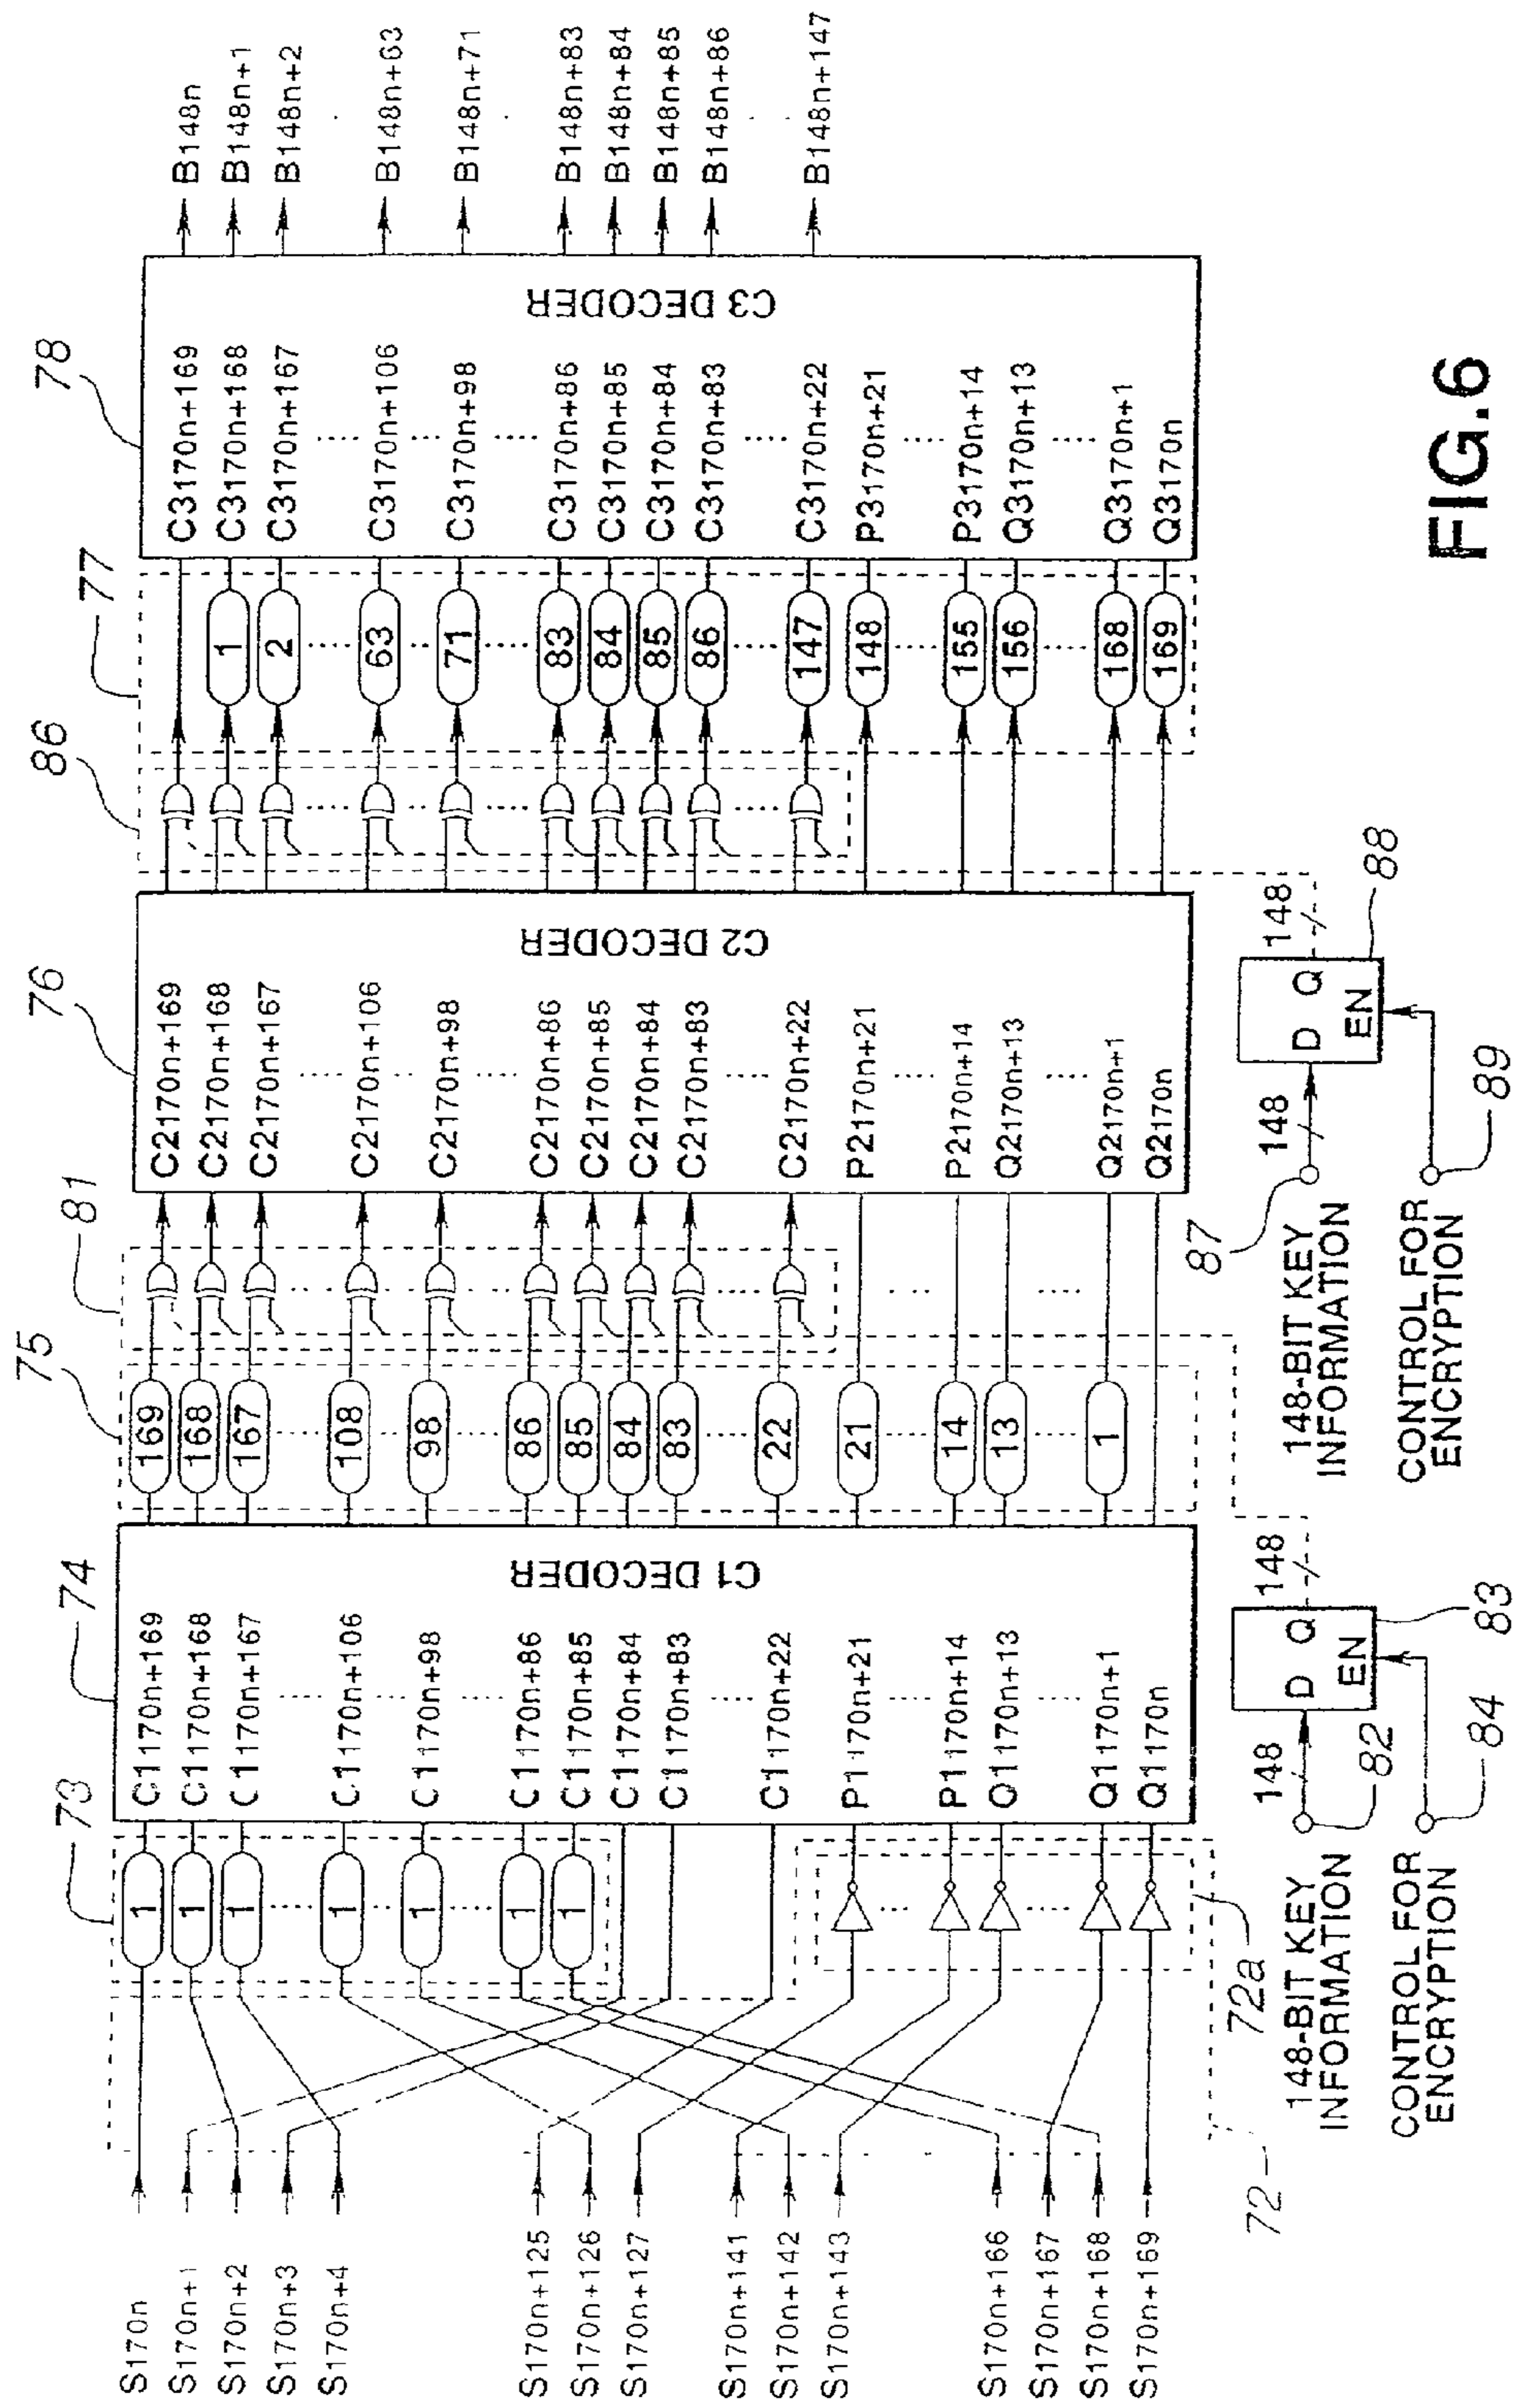 S170n
S170n+1
S170n+2
S170n+3
S170n+4
S170n+125
S170n+126
S170n+127
S170n+141
S170n+142
S170n+143
S170n+166
S170n+167
S170n+168
S170n+169
72
72a
73
1
1
1
1
1
1
1
74
C1170n+169
C1170n+168
C1170n+167
C1170n+106
C1170n+98
C1170n+86
C1170n+85
C1170n+84
C1170n+83
C1170n+22
P1170n+21
P1170n+14
Q1170n+13
Q1170n+1
Q1170n
C1 DECODER
75
169
168
167
108
98
86
85
84
83
22
21
14
13
1
81
76
C2170n+169
C2170n+168
C2170n+167
C2170n+106
C2170n+98
C2170n+86
C2170n+85
C2170n+84
C2170n+83
C2170n+22
P2170n+21
P2170n+14
Q2170n+13
Q2170n+1
Q2170n
C2 DECODER
86
77
1
2
63
71
83
84
85
86
147
148
155
156
168
169
78
C3170n+169
C3170n+168
C3170n+167
C3170n+106
C3170n+98
C3170n+86
C3170n+85
C3170n+84
C3170n+83
C3170n+22
P3170n+21
P3170n+14
Q3170n+13
Q3170n+1
Q3170n
C3 DECODER
B148n
B148n+1
B148n+2
B148n+63
B148n+71
B148n+83
B148n+84
B148n+85
B148n+86
B148n+147
148-BIT KEY
INFORMATION
82
148
D Q
EN
148
83
CONTROL FOR
ENCRYPTION
84
148-BIT KEY
INFORMATION
87
148
D Q
EN
148
88
CONTROL FOR
ENCRYPTION
89
FIG.6